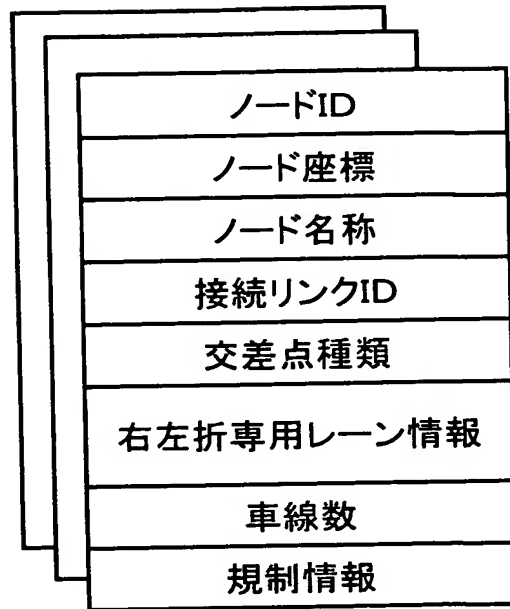 ノードID
ノード座標
ノード名称
接続リンクID
交差点種類
右左折専用レーン情報
車線数
規制情報